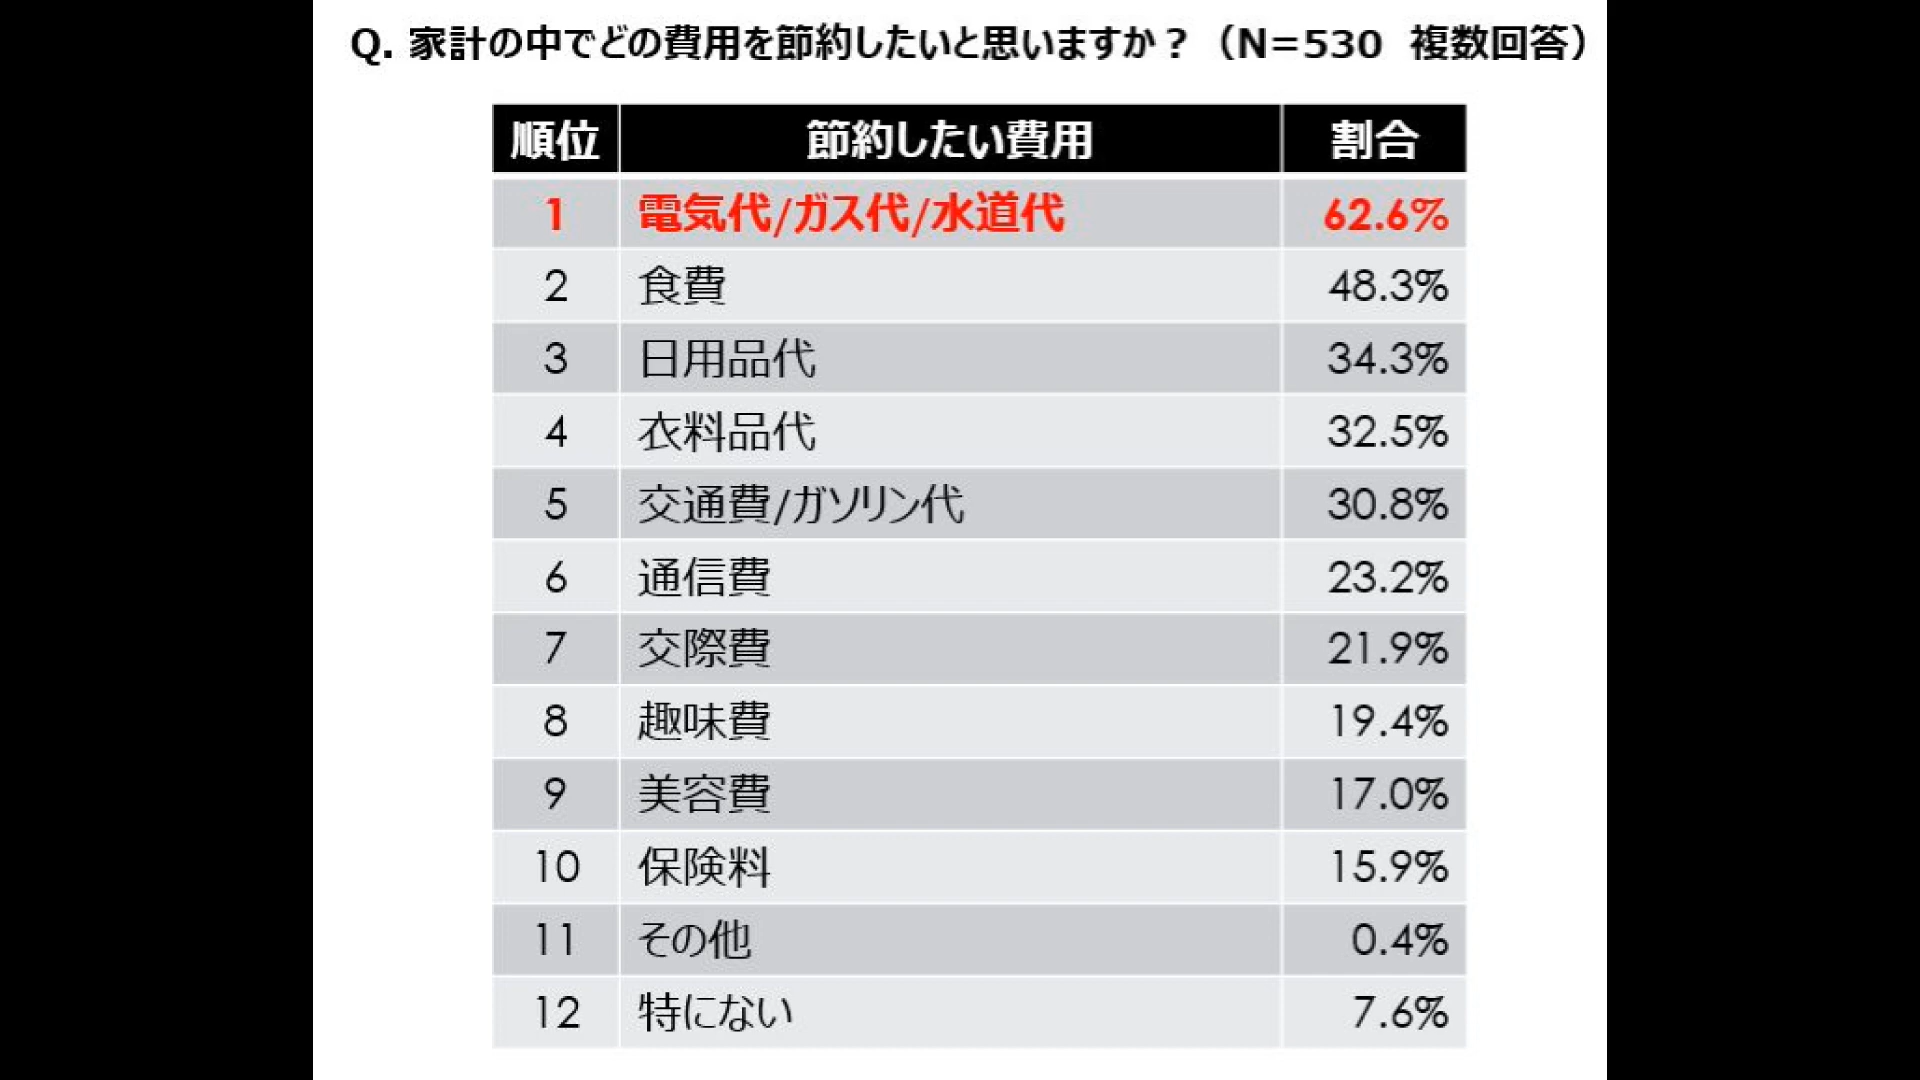 Q. 家計の中でどの費用を節約したいと思いますか？（N=530 複数回答）
順位 節約したい費用 割合
1 電気代/ガス代/水道代 62.6%
2 食費 48.3%
3 日用品代 34.3%
4 衣料品代 32.5%
5 交通費/ガソリン代 30.8%
6 通信費 23.2%
7 交際費 21.9%
8 趣味費 19.4%
9 美容費 17.0%
10 保険料 15.9%
11 その他 0.4%
12 特にない 7.6%